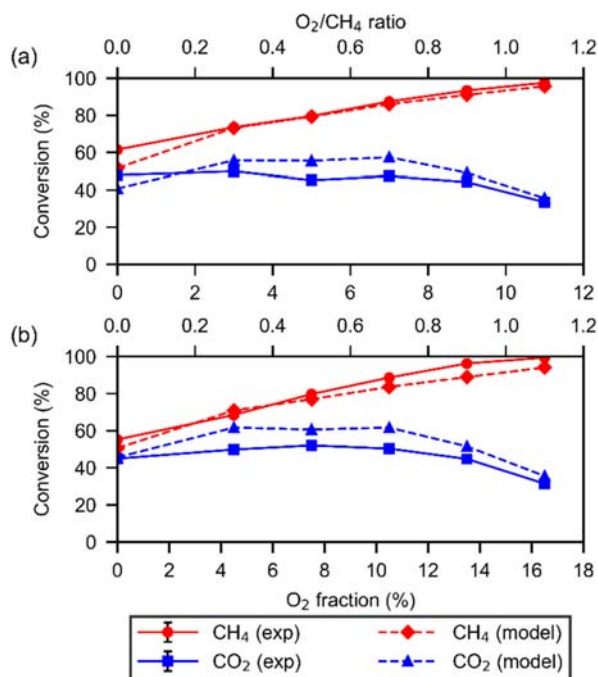 O₂/CH₄ ratio
0.0 0.2 0.4 0.6 0.8 1.0 1.2
(a)
100
80
60
40
20
0
Conversion (%)
0 2 4 6 8 10 12
0.0 0.2 0.4 0.6 0.8 1.0 1.2
(b)
100
80
60
40
20
0
Conversion (%)
0 2 4 6 8 10 12 14 16 18
O₂ fraction (%)
CH₄ (exp) CH₄ (model)
CO₂ (exp) CO₂ (model)